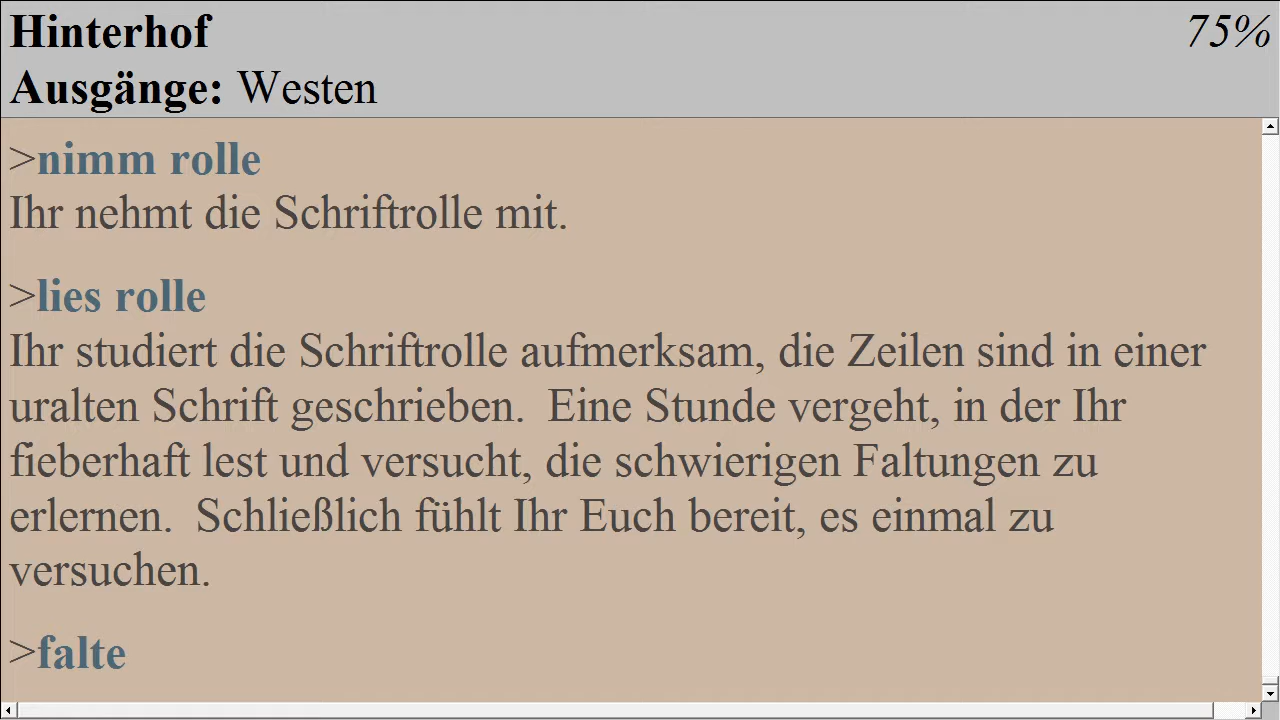 Hinterhof 75%
Ausgänge: Westen
>nimm rolle
Ihr nehmt die Schriftrolle mit.
>lies rolle
Ihr studiert die Schriftrolle aufmerksam, die Zeilen sind in einer
uralten Schrift geschrieben.  Eine Stunde vergeht, in der Ihr
fieberhaft lest und versucht, die schwierigen Faltungen zu
erlernen.  Schließlich fühlt Ihr Euch bereit, es einmal zu
versuchen.
>falte